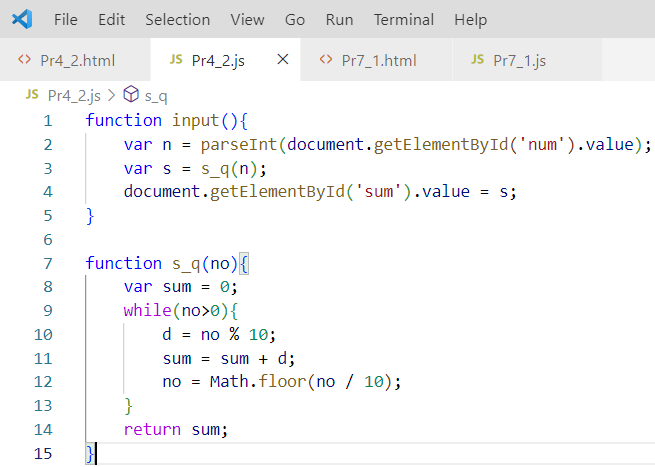 File Edit Selection View Go Run Terminal Help
<> Pr4_2.html JS Pr4_2.js × <> Pr7_1.html JS Pr7_1.js
JS Pr4_2.js > s_q
1 function input(){
2     var n = parseInt(document.getElementById('num').value);
3     var s = s_q(n);
4     document.getElementById('sum').value = s;
5 }
6
7 function s_q(no){
8     var sum = 0;
9     while(no>0){
10         d = no % 10;
11         sum = sum + d;
12         no = Math.floor(no / 10);
13     }
14     return sum;
15 }